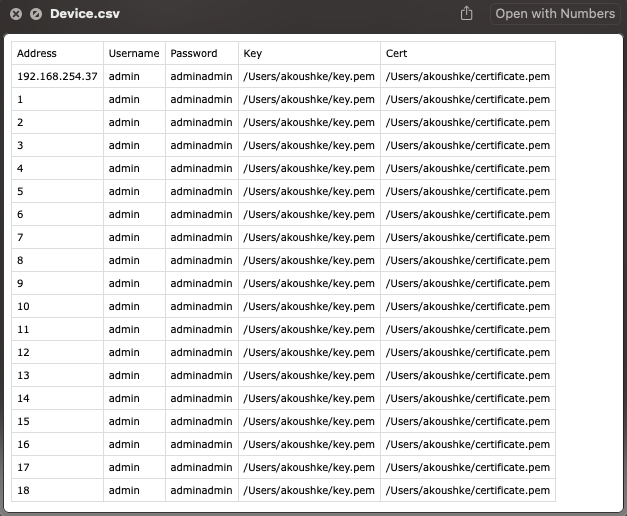 Device.csv Open with Numbers
Address Username Password Key Cert
192.168.254.37 admin adminadmin /Users/akoushke/key.pem /Users/akoushke/certificate.pem
1 admin adminadmin /Users/akoushke/key.pem /Users/akoushke/certificate.pem
2 admin adminadmin /Users/akoushke/key.pem /Users/akoushke/certificate.pem
3 admin adminadmin /Users/akoushke/key.pem /Users/akoushke/certificate.pem
4 admin adminadmin /Users/akoushke/key.pem /Users/akoushke/certificate.pem
5 admin adminadmin /Users/akoushke/key.pem /Users/akoushke/certificate.pem
6 admin adminadmin /Users/akoushke/key.pem /Users/akoushke/certificate.pem
7 admin adminadmin /Users/akoushke/key.pem /Users/akoushke/certificate.pem
8 admin adminadmin /Users/akoushke/key.pem /Users/akoushke/certificate.pem
9 admin adminadmin /Users/akoushke/key.pem /Users/akoushke/certificate.pem
10 admin adminadmin /Users/akoushke/key.pem /Users/akoushke/certificate.pem
11 admin adminadmin /Users/akoushke/key.pem /Users/akoushke/certificate.pem
12 admin adminadmin /Users/akoushke/key.pem /Users/akoushke/certificate.pem
13 admin adminadmin /Users/akoushke/key.pem /Users/akoushke/certificate.pem
14 admin adminadmin /Users/akoushke/key.pem /Users/akoushke/certificate.pem
15 admin adminadmin /Users/akoushke/key.pem /Users/akoushke/certificate.pem
16 admin adminadmin /Users/akoushke/key.pem /Users/akoushke/certificate.pem
17 admin adminadmin /Users/akoushke/key.pem /Users/akoushke/certificate.pem
18 admin adminadmin /Users/akoushke/key.pem /Users/akoushke/certificate.pem